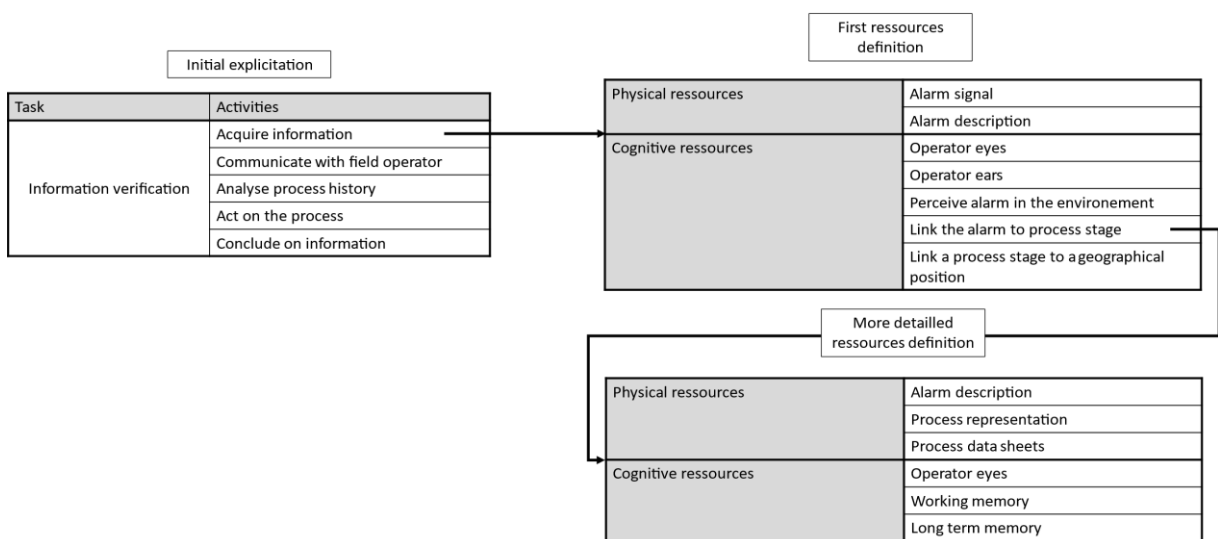 Initial explicitation
Task
Activities
Information verification
Acquire information
Communicate with field operator
Analyse process history
Act on the process
Conclude on information
First ressources
definition
Physical ressources
Alarm signal
Alarm description
Cognitive ressources
Operator eyes
Operator ears
Perceive alarm in the environement
Link the alarm to process stage
Link a process stage to a geographical
position
More detailled
ressources definition
Physical ressources
Alarm description
Process representation
Process data sheets
Cognitive ressources
Operator eyes
Working memory
Long term memory